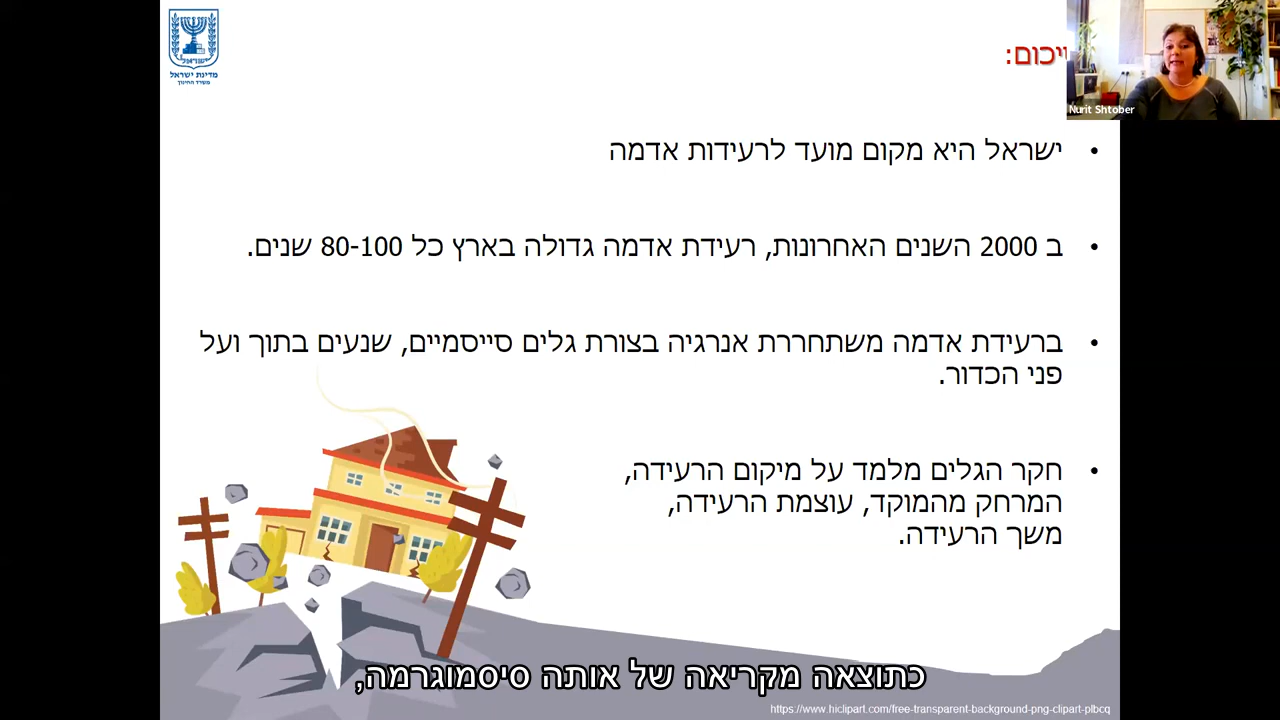 מדינת ישראל
משרד החינוך
יכום:
Nurit Shtober
• ישראל היא מקום מועד לרעידות אדמה
• ב 2000 השנים האחרונות, רעידת אדמה גדולה בארץ כל 80-100 שנים.
• ברעידת אדמה משתחררת אנרגיה בצורת גלים סייסמיים, שנעים בתוך ועל
פני הכדור.
• חקר הגלים מלמד על מיקום הרעידה,
המרחק מהמוקד, עוצמת הרעידה,
משך הרעידה.
כתוצאה מקריאה של אותה סיסמוגרמה,
https://www.hiclipart.com/free-transparent-background-png-clipart-plbcq